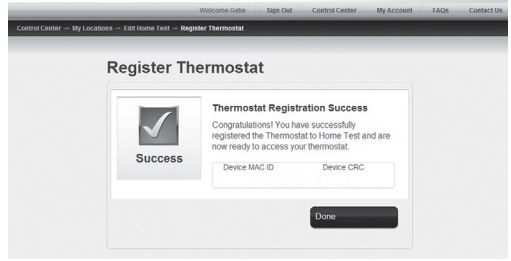 Welcome Gabe Sign Out Control Center My Account FAQs Contact Us
Control Center → My Locations → Edit Home Test → Register Thermostat
Register Thermostat
Success
Thermostat Registration Success
Congratulations! You have successfully
registered the Thermostat to Home Test and are
now ready to access your thermostat.
Device MAC ID Device CRC
Done